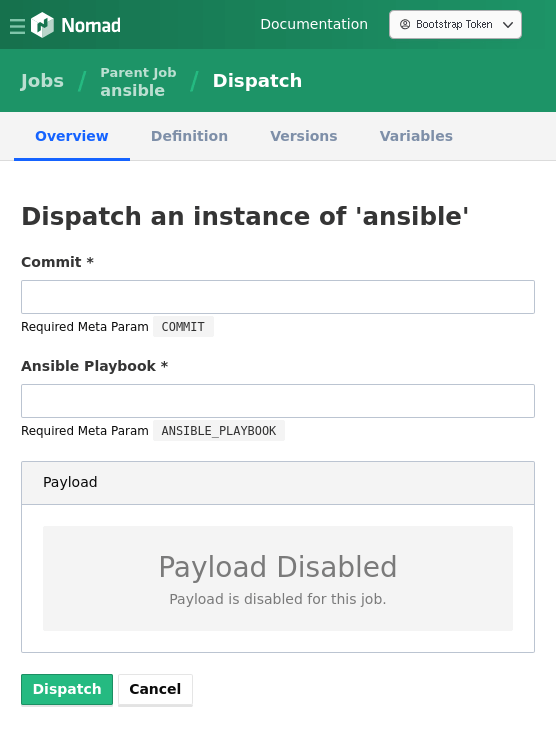 Nomad
Documentation
Bootstrap Token
Jobs / Parent Job ansible / Dispatch
Overview Definition Versions Variables
Dispatch an instance of 'ansible'
Commit *
Required Meta Param COMMIT
Ansible Playbook *
Required Meta Param ANSIBLE_PLAYBOOK
Payload
Payload Disabled
Payload is disabled for this job.
Dispatch Cancel